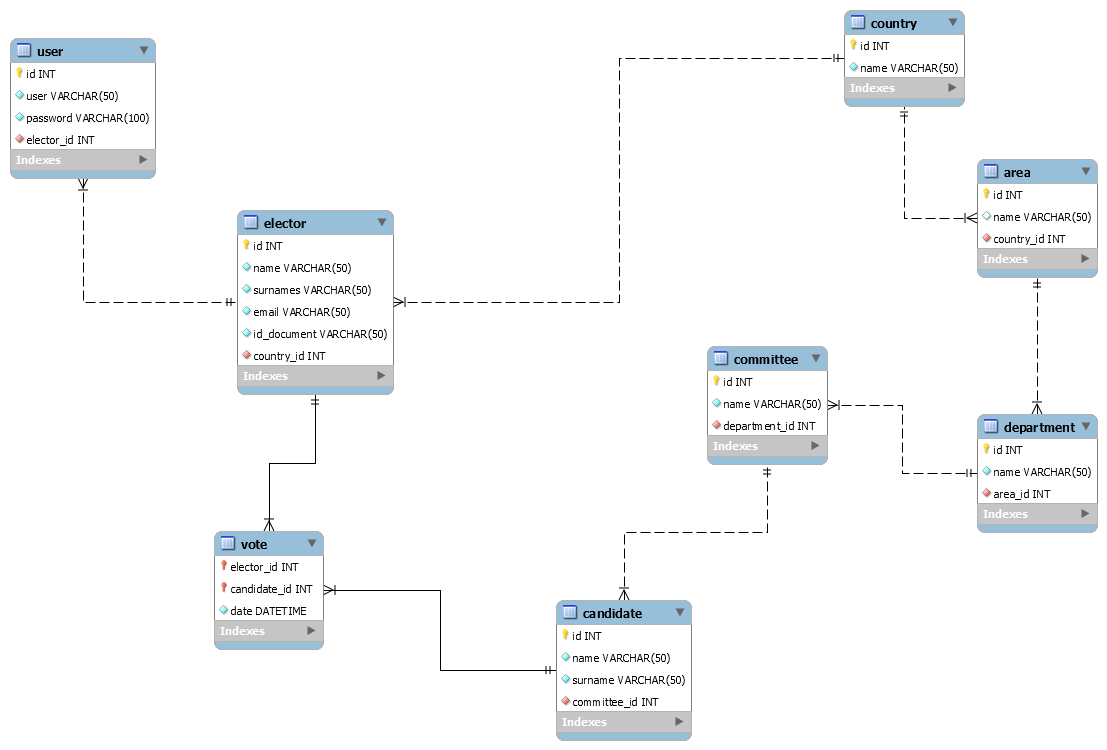 user
id INT
user VARCHAR(50)
password VARCHAR(100)
elector_id INT
Indexes
country
id INT
name VARCHAR(50)
Indexes
area
id INT
name VARCHAR(50)
country_id INT
Indexes
elector
id INT
name VARCHAR(50)
surnames VARCHAR(50)
email VARCHAR(50)
id_document VARCHAR(50)
country_id INT
Indexes
committee
id INT
name VARCHAR(50)
department_id INT
Indexes
department
id INT
name VARCHAR(50)
area_id INT
Indexes
vote
elector_id INT
candidate_id INT
date DATETIME
Indexes
candidate
id INT
name VARCHAR(50)
surname VARCHAR(50)
committee_id INT
Indexes